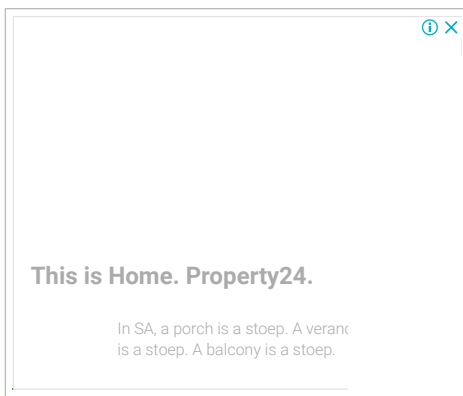 This is Home. Property24.
In SA, a porch is a stoep. A
is a stoep. A balcony is a stoep.